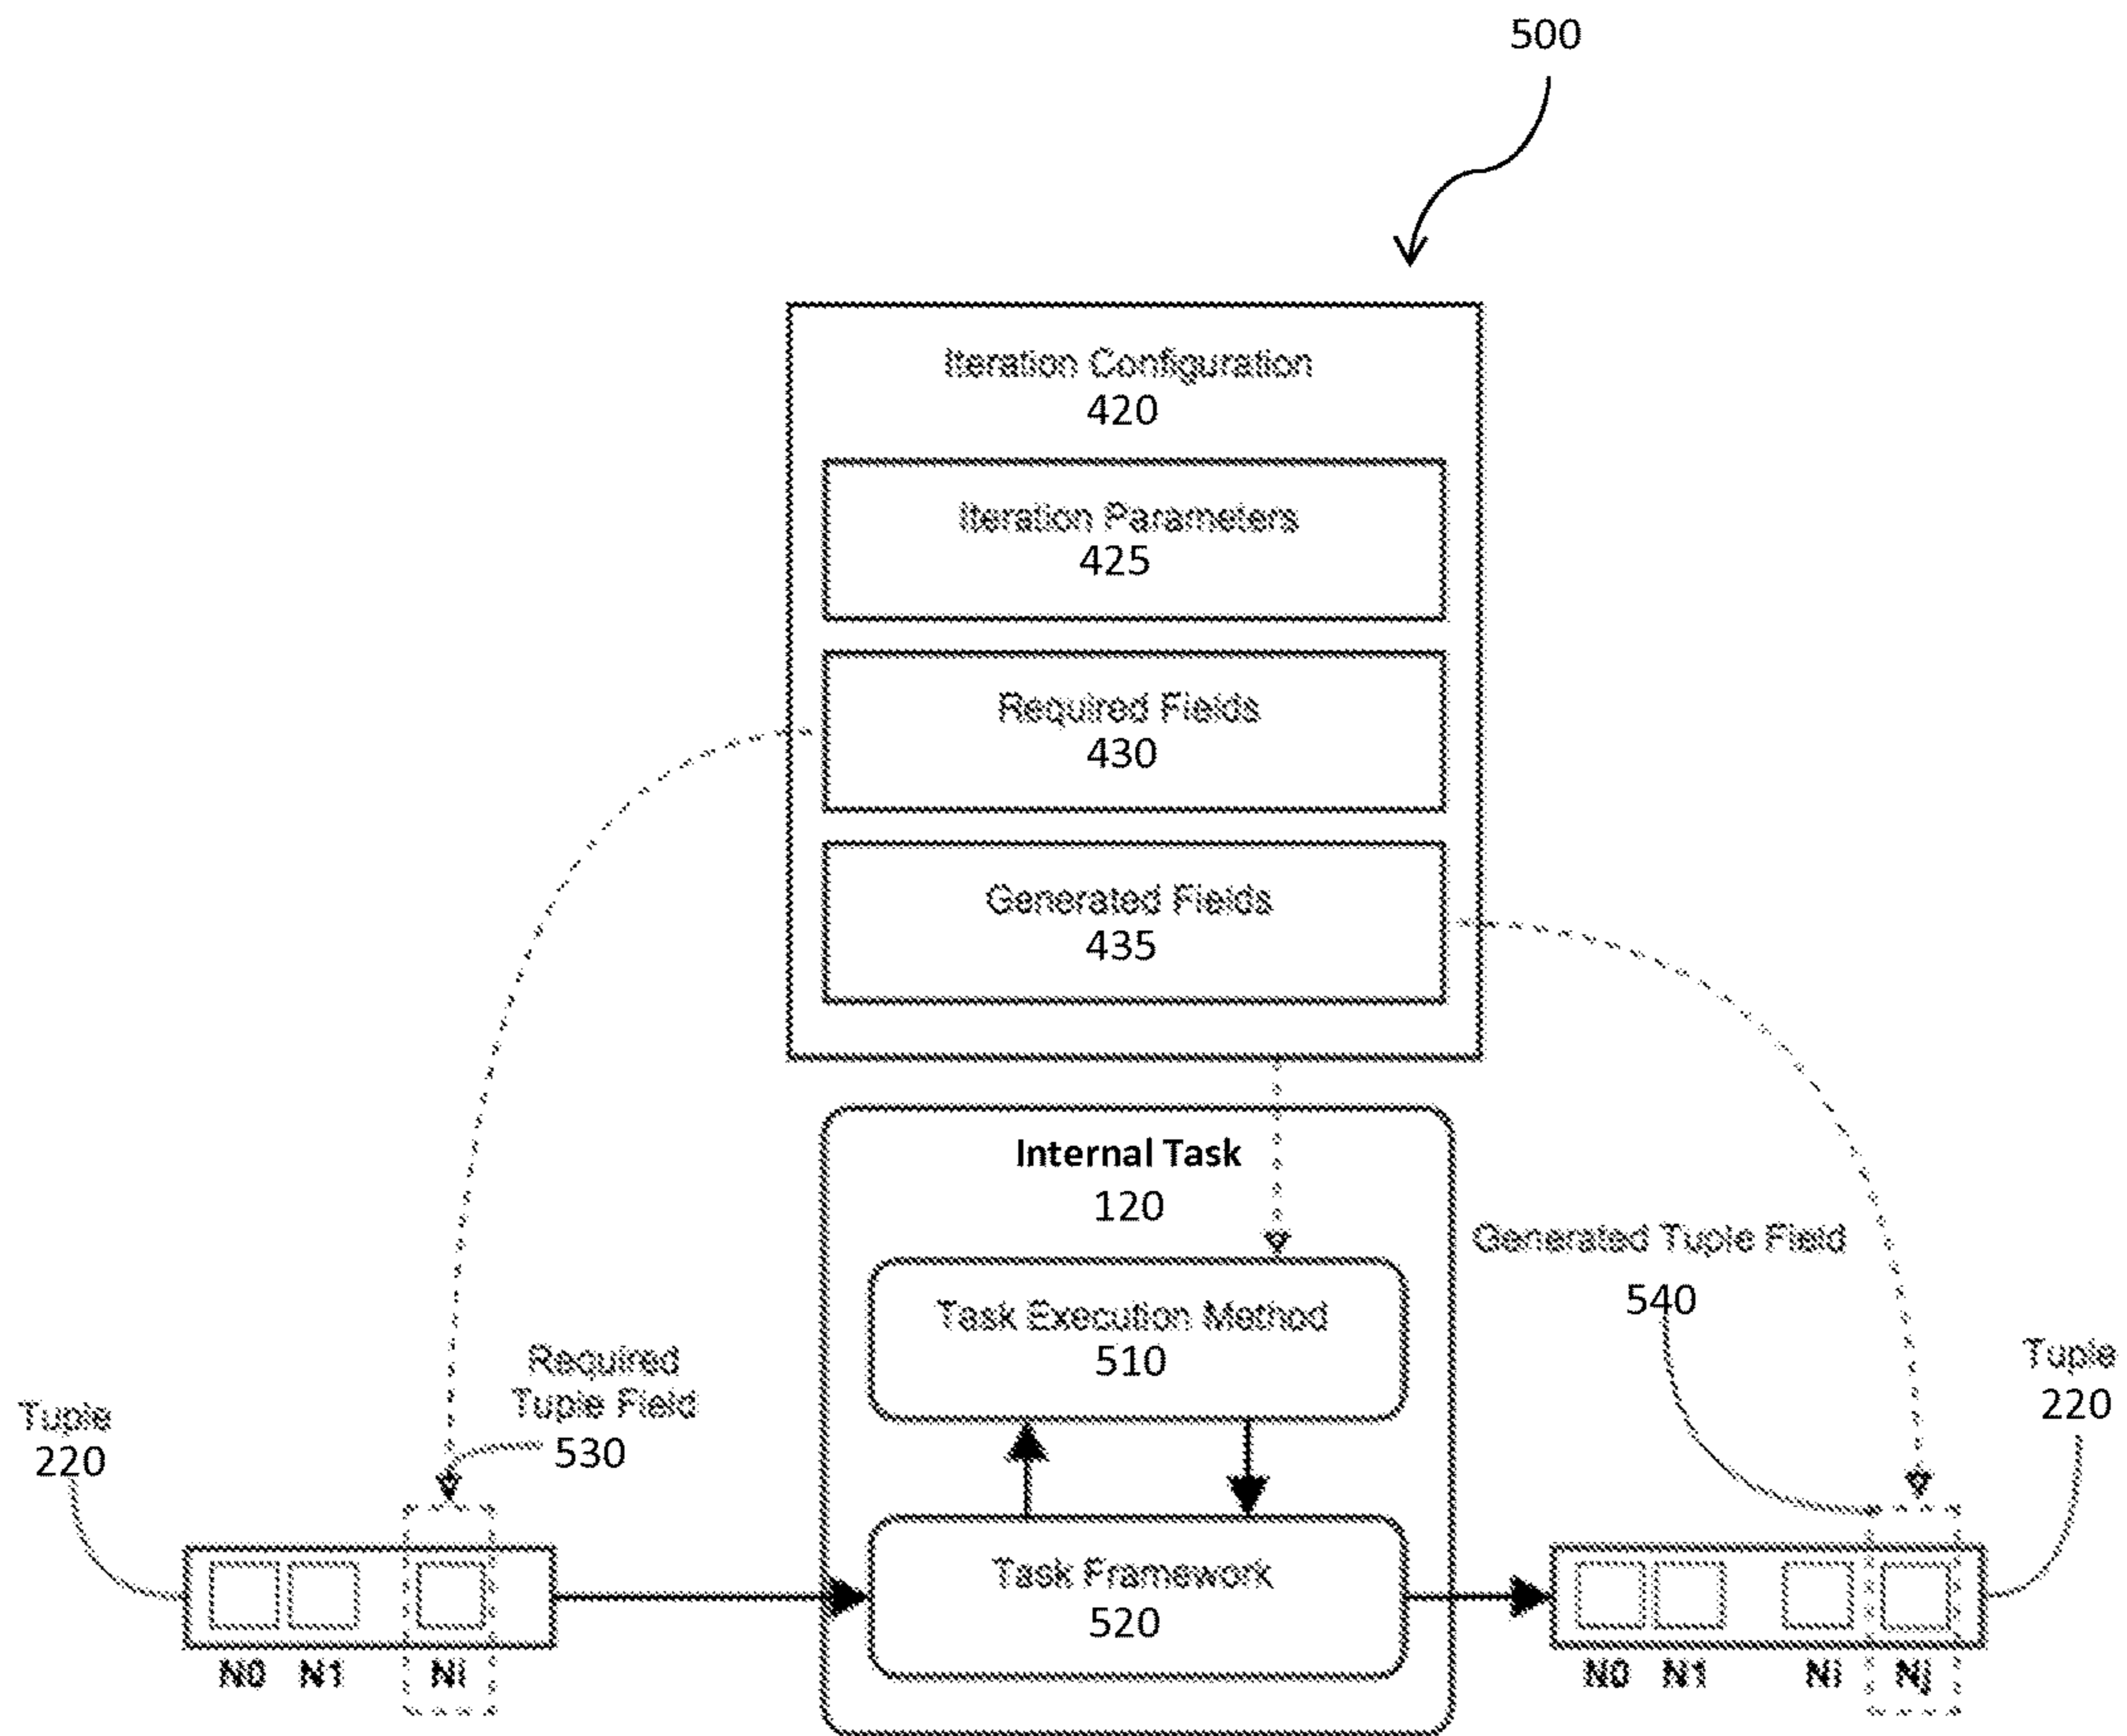 500
Iteration Configuration
420
Iteration Parameters
425
Required Fields
430
Generated Fields
435
Internal Task
120
Task Execution Method
510
Task Framework
520
Generated Tuple Field
540
Required
Tuple Field
530
Tuple
220
Tuple
220
N0 N1 Ni
N0 N1 Ni Nj